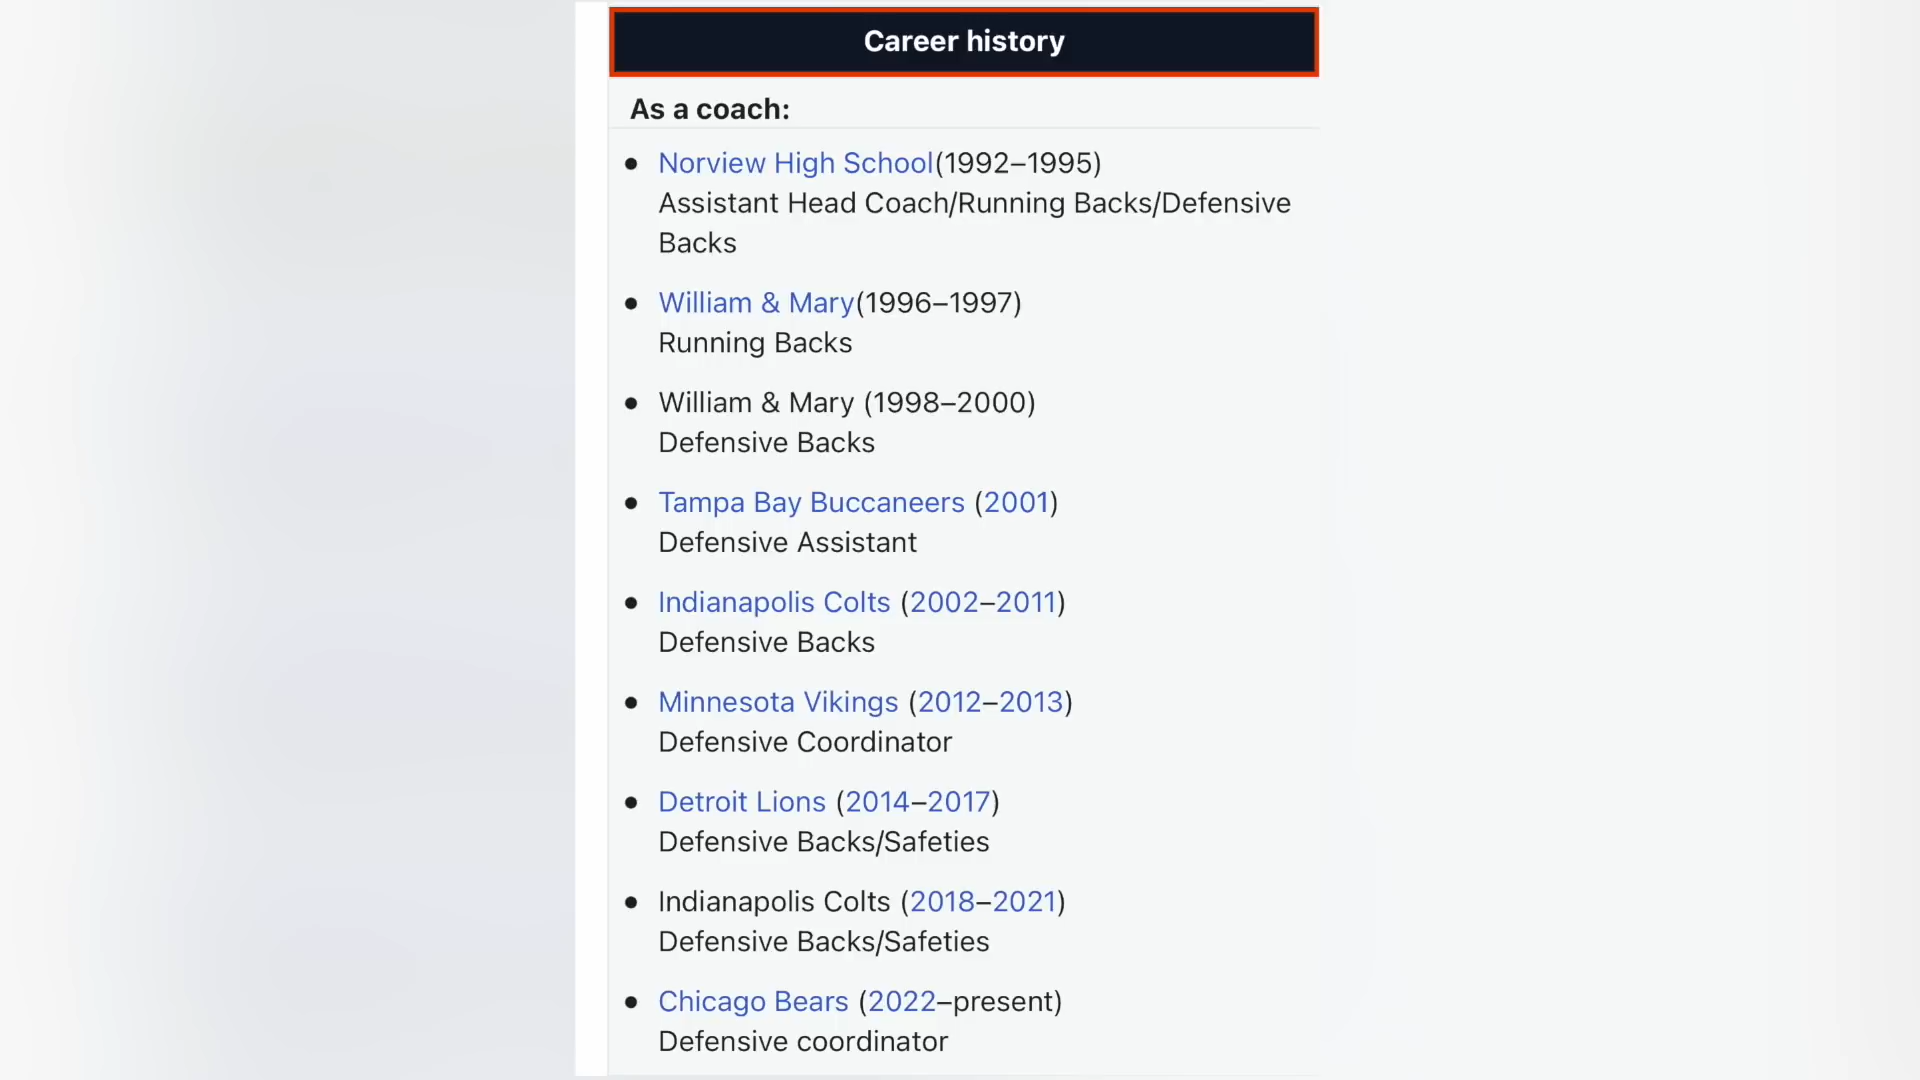 Career history
As a coach:
• Norview High School(1992–1995)
Assistant Head Coach/Running Backs/Defensive
Backs
• William & Mary(1996–1997)
Running Backs
• William & Mary (1998–2000)
Defensive Backs
• Tampa Bay Buccaneers (2001)
Defensive Assistant
• Indianapolis Colts (2002–2011)
Defensive Backs
• Minnesota Vikings (2012–2013)
Defensive Coordinator
• Detroit Lions (2014–2017)
Defensive Backs/Safeties
• Indianapolis Colts (2018–2021)
Defensive Backs/Safeties
• Chicago Bears (2022–present)
Defensive coordinator